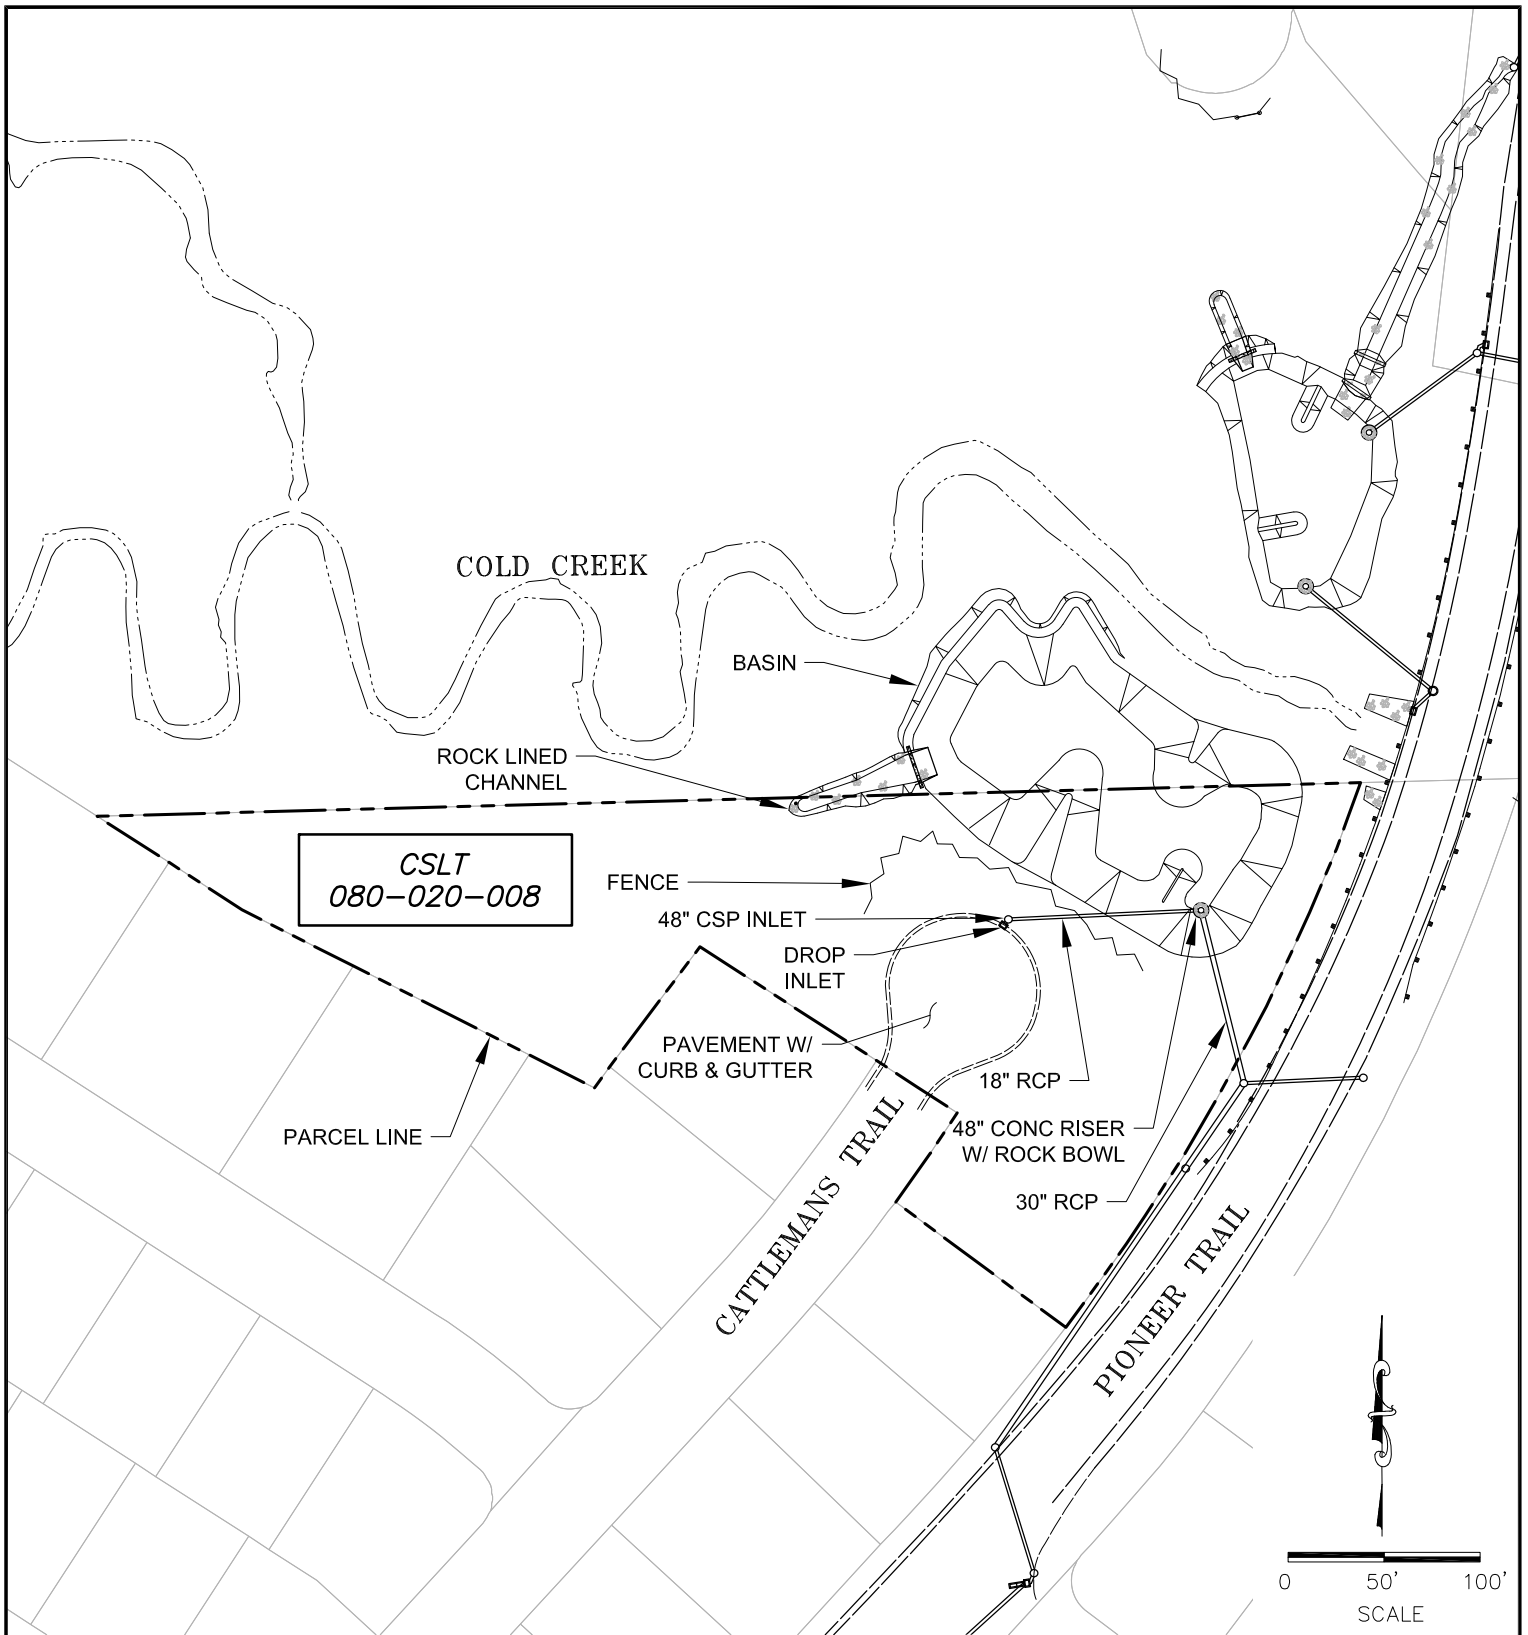 COLD CREEK
BASIN
ROCK LINED
CHANNEL
CSLT
080-020-008
FENCE
48" CSP INLET
DROP
INLET
PAVEMENT W/
CURB & GUTTER
18" RCP
PARCEL LINE
48" CONC RISER
W/ ROCK BOWL
30" RCP
CATTLEMANS TRAIL
PIONEER TRAIL
0 50' 100'
SCALE